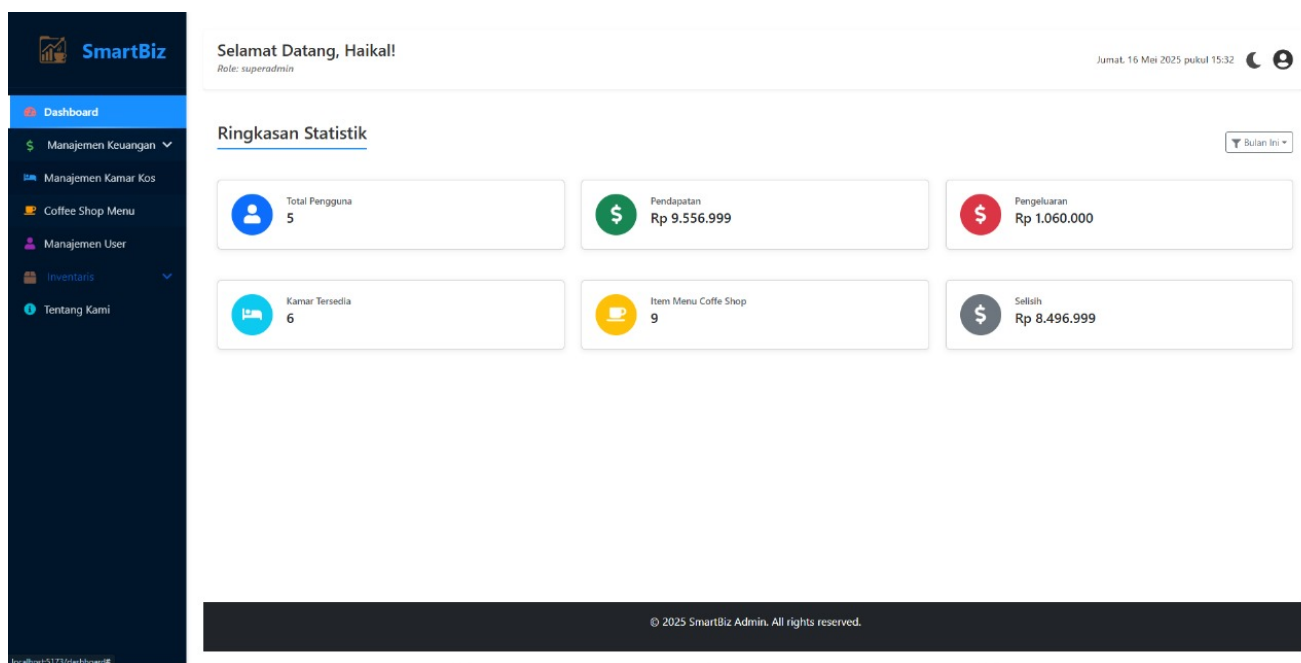 SmartBiz
Dashboard
Manajemen Keuangan
Manajemen Kamar Kos
Coffee Shop Menu
Manajemen User
Inventaris
Tentang Kami
Selamat Datang, Haikal!
Role: superadmin
Jumat, 16 Mei 2025 pukul 15:32
Ringkasan Statistik
Bulan Ini
Total Pengguna
5
Pendapatan
Rp 9.556.999
Pengeluaran
Rp 1.060.000
Kamar Tersedia
6
Item Menu Coffe Shop
9
Selisih
Rp 8.496.999
© 2025 SmartBiz Admin. All rights reserved.
localhost:5173/dashboard#